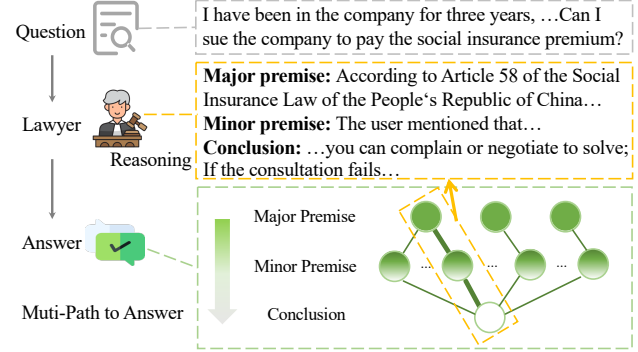 Question
I have been in the company for three years, …Can I
sue the company to pay the social insurance premium?
Lawyer
Reasoning
Major premise: According to Article 58 of the Social
Insurance Law of the People‘s Republic of China…
Minor premise: The user mentioned that…
Conclusion: …you can complain or negotiate to solve;
If the consultation fails…
Answer
Muti-Path to Answer
Major Premise
Minor Premise
... ... ...
Conclusion